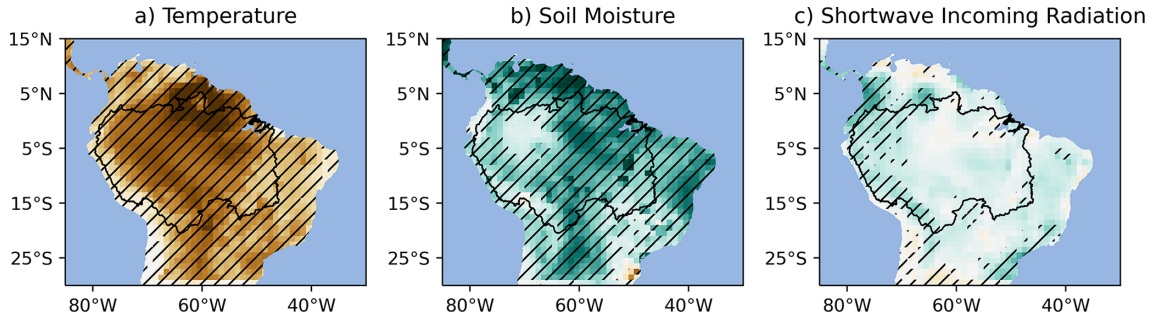 a) Temperature
b) Soil Moisture
c) Shortwave Incoming Radiation
15°N
5°N
5°S
15°S
25°S
80°W 60°W 40°W
15°N
5°N
5°S
15°S
25°S
80°W 60°W 40°W
15°N
5°N
5°S
15°S
25°S
80°W 60°W 40°W